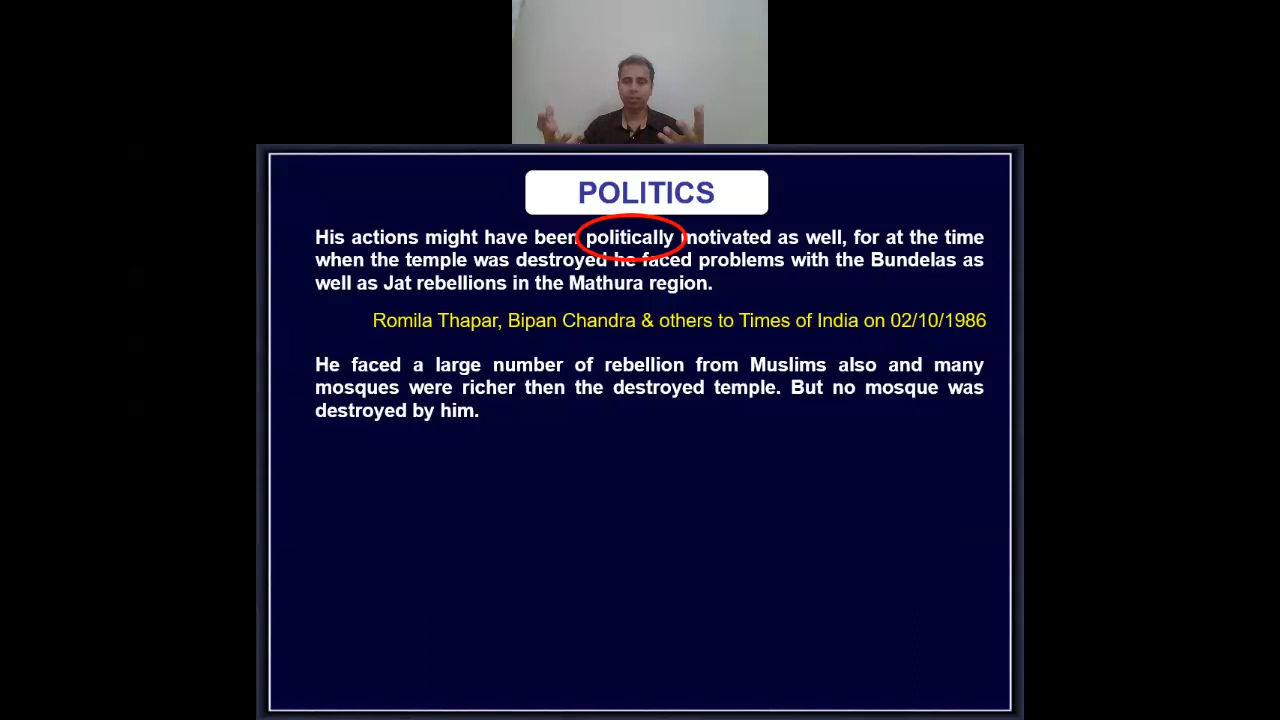 POLITICS
His actions might have been politically motivated as well, for at the time
when the temple was destroyed he faced problems with the Bundelas as
well as Jat rebellions in the Mathura region.
Romila Thapar, Bipan Chandra & others to Times of India on 02/10/1986
He faced a large number of rebellion from Muslims also and many
mosques were richer then the destroyed temple. But no mosque was
destroyed by him.